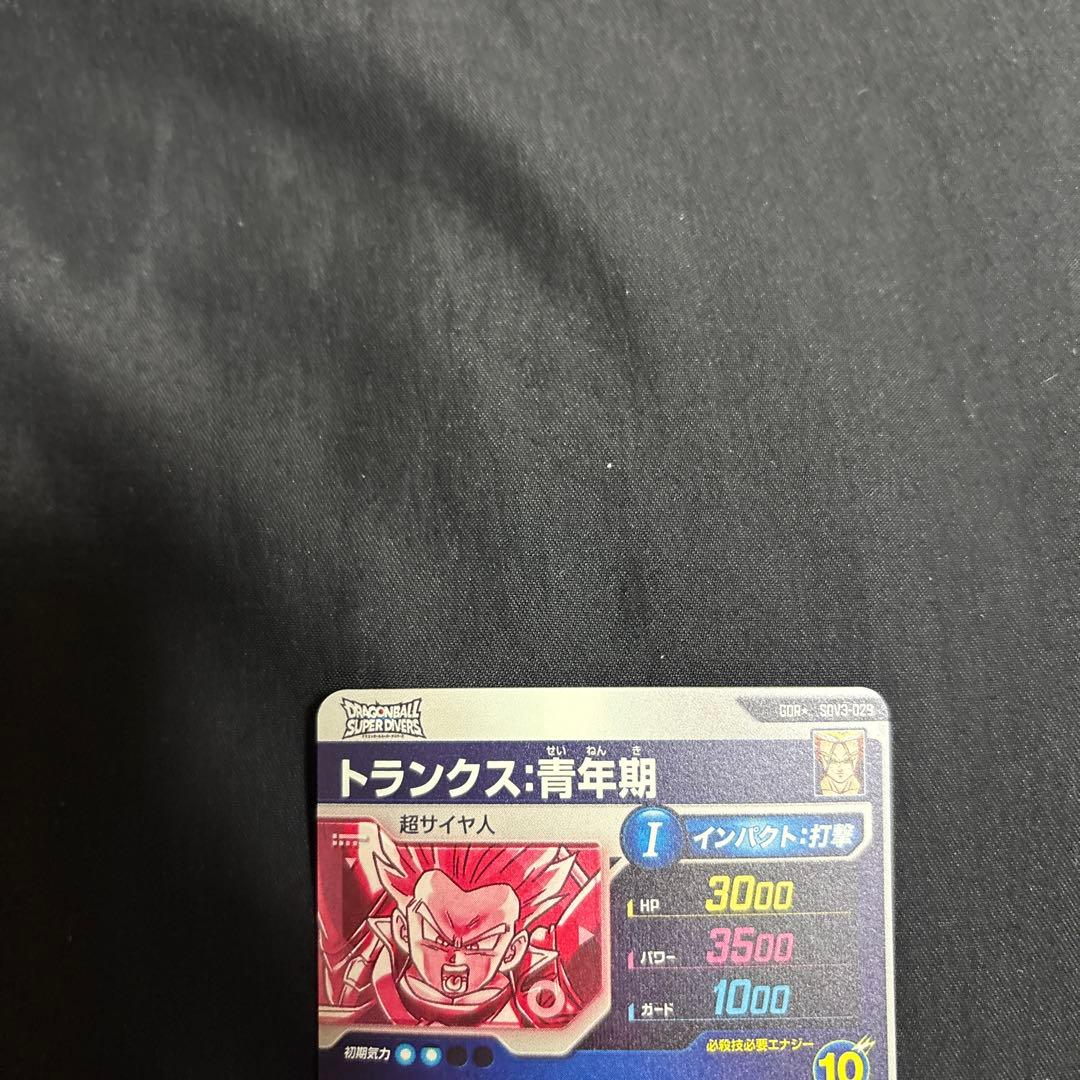 DRAGONBALL
SUPER DIVERS
GDR★ SDV3-029
せい ねん き
トランクス:青年期
超サイヤ人
I インパクト:打撃
HP 3000
パワー 3500
ガード 1000
初期気力
必殺技必要エナジー
10